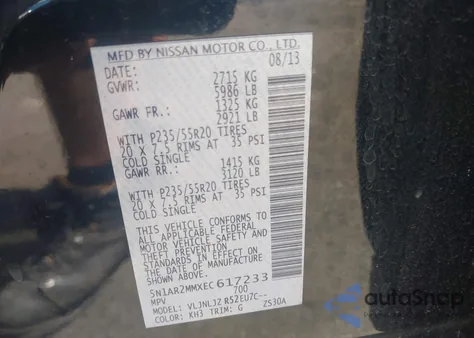 MFD BY NISSAN MOTOR CO., LTD.
DATE: 08/13
GVWR: 2715 KG
5986 LB
GAWR FR.: 1325 KG
2921 LB
WITH P235/55R20 TIRES
20 X 7.5 RIMS AT 35 PSI
COLD SINGLE
GAWR RR.: 1415 KG
3120 LB
WITH P235/55R20 TIRES
20 X 7.5 RIMS AT 35 PSI
COLD SINGLE
THIS VEHICLE CONFORMS TO
ALL APPLICABLE FEDERAL
MOTOR VEHICLE SAFETY AND
THEFT PREVENTION
STANDARDS IN EFFECT ON THE
DATE OF MANUFACTURE
SHOWN ABOVE.
5N1AR2MMXEC617233
MPV 700
MODEL: VLJNLJZ R52EU7C--
COLOR: KH3 TRIM: G Z530A
autoSnap